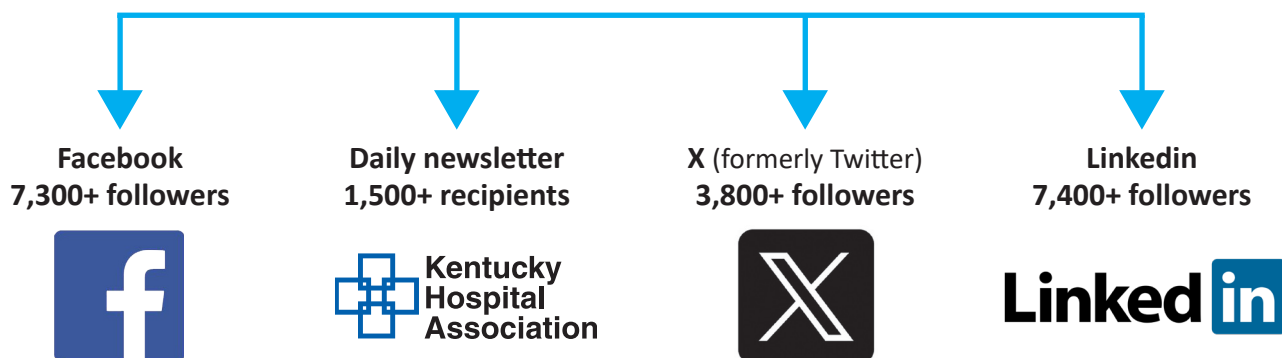 Facebook
7,300+ followers
Daily newsletter
1,500+ recipients
X (formerly Twitter)
3,800+ followers
Linkedin
7,400+ followers
f
Kentucky
Hospital
Association
X
Linked in